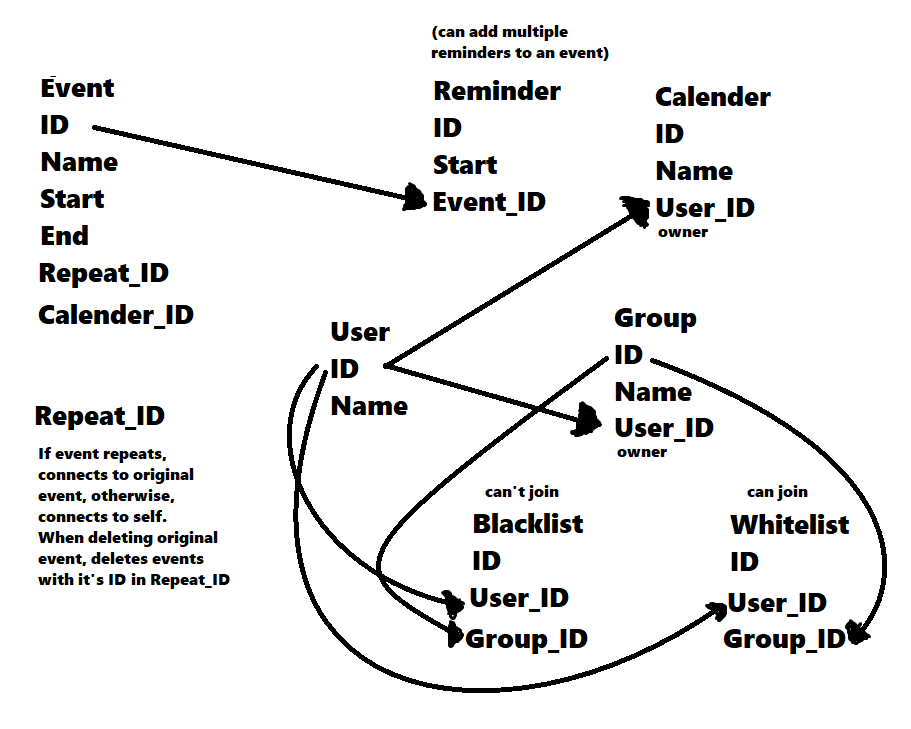 (can add multiple
reminders to an event)
Event
ID
Name
Start
End
Repeat_ID
Calender_ID
Reminder
ID
Start
Event_ID
Calender
ID
Name
User_ID
owner
User
ID
Name
Group
ID
Name
User_ID
owner
Repeat_ID
If event repeats,
connects to original
event, otherwise,
connects to self.
When deleting original
event, deletes events
with it's ID in Repeat_ID
can't join
Blacklist
ID
User_ID
Group_ID
can join
Whitelist
ID
User_ID
Group_ID